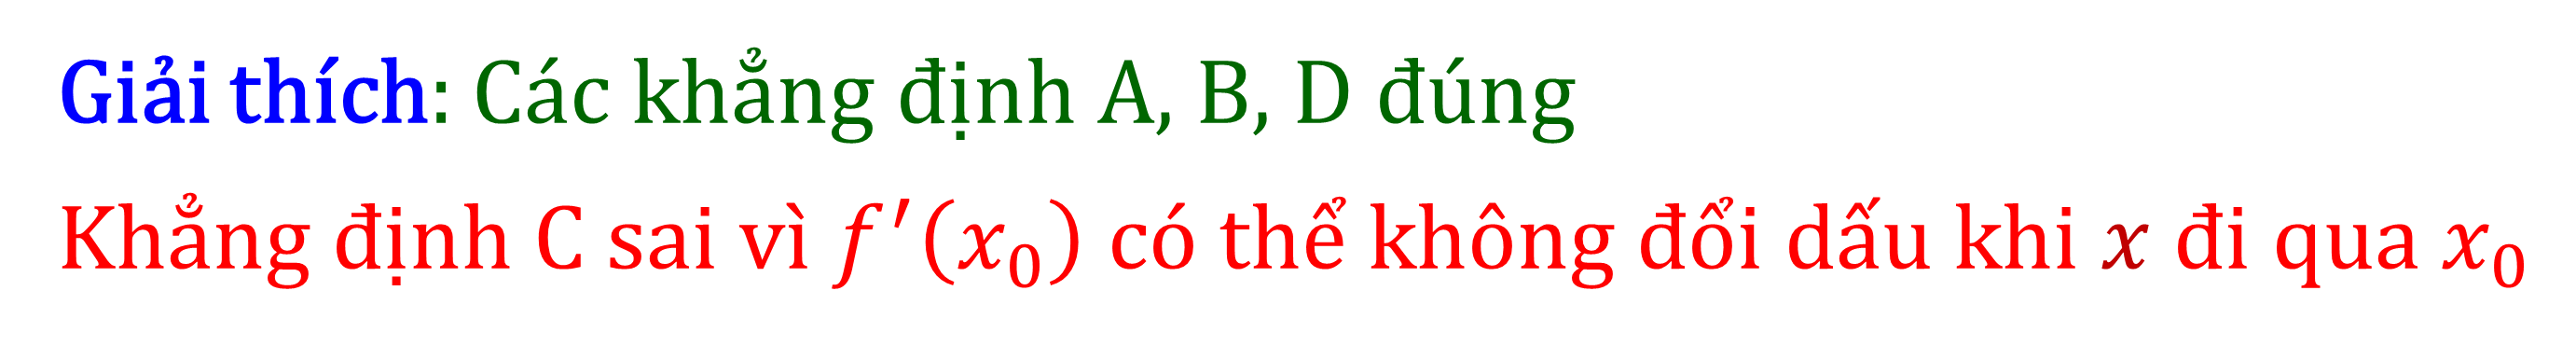 Giải thích: Các khẳng định A, B, D đúng
Khẳng định C sai vì f′(x₀) có thể không đổi dấu khi x đi qua x₀